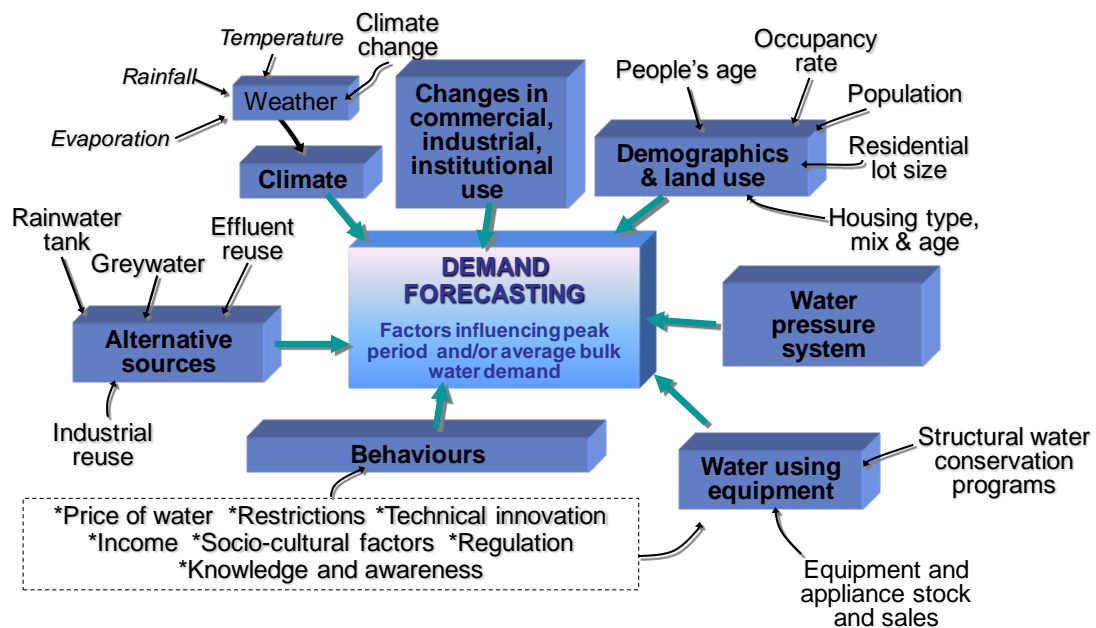 Temperature
Climate
change
Rainfall
Weather
Evaporation
Climate
Changes in
commercial,
industrial,
institutional
use
People's age
Occupancy
rate
Population
Demographics
& land use
Residential
lot size
Housing type,
mix & age
Rainwater
tank
Greywater
Effluent
reuse
Alternative
sources
Industrial
reuse
DEMAND
FORECASTING
Factors influencing peak
period and/or average bulk
water demand
Water
pressure
system
Behaviours
*Price of water *Restrictions *Technical innovation
*Income *Socio-cultural factors *Regulation
*Knowledge and awareness
Water using
equipment
Structural water
conservation
programs
Equipment and
appliance stock
and sales